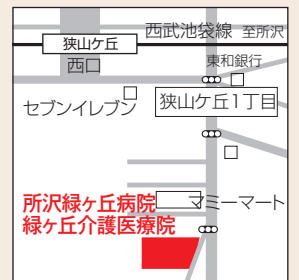 西武池袋線 至所沢
狭山ケ丘
西口
東和銀行
セブンイレブン
狭山ケ丘1丁目
所沢緑ヶ丘病院
マミーマート
緑ヶ丘介護医療院